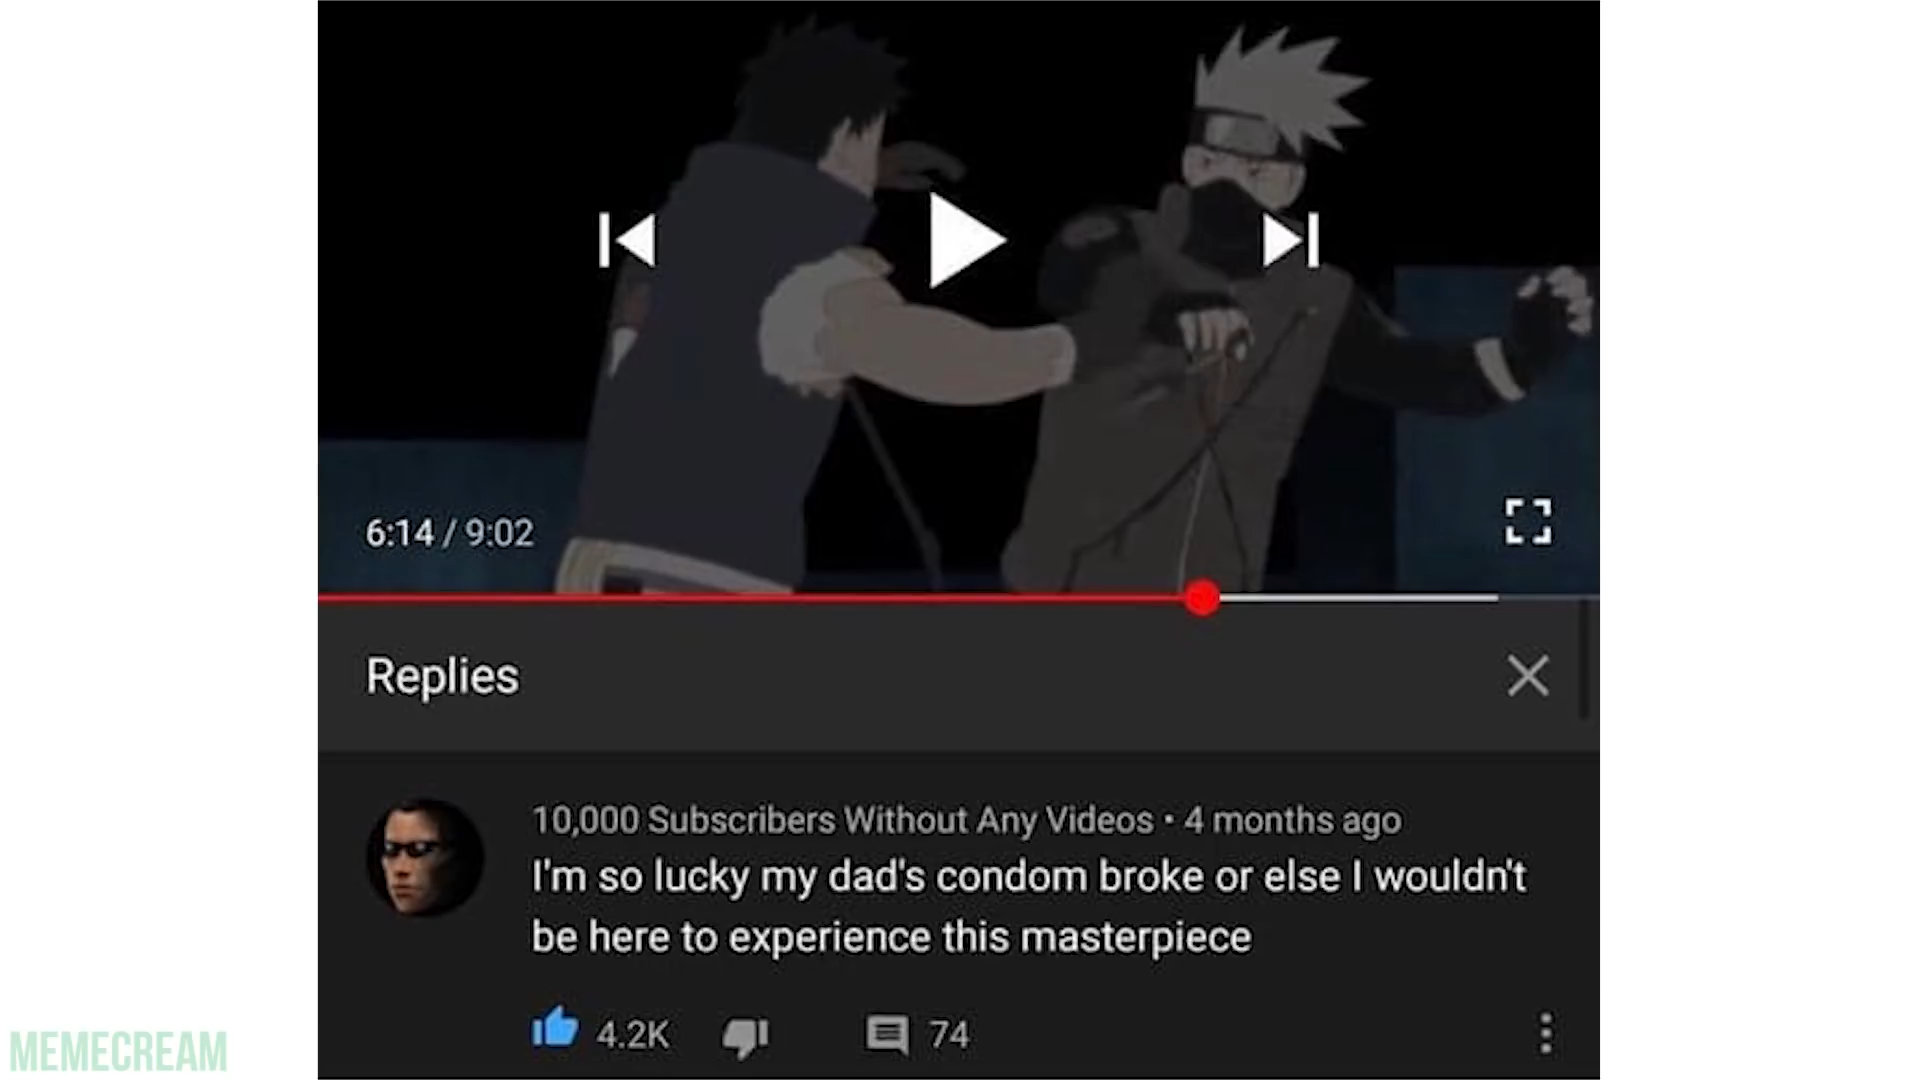 6:14 / 9:02
Replies
10,000 Subscribers Without Any Videos • 4 months ago
I'm so lucky my dad's condom broke or else I wouldn't
be here to experience this masterpiece
4.2K 74
MEMECREAM